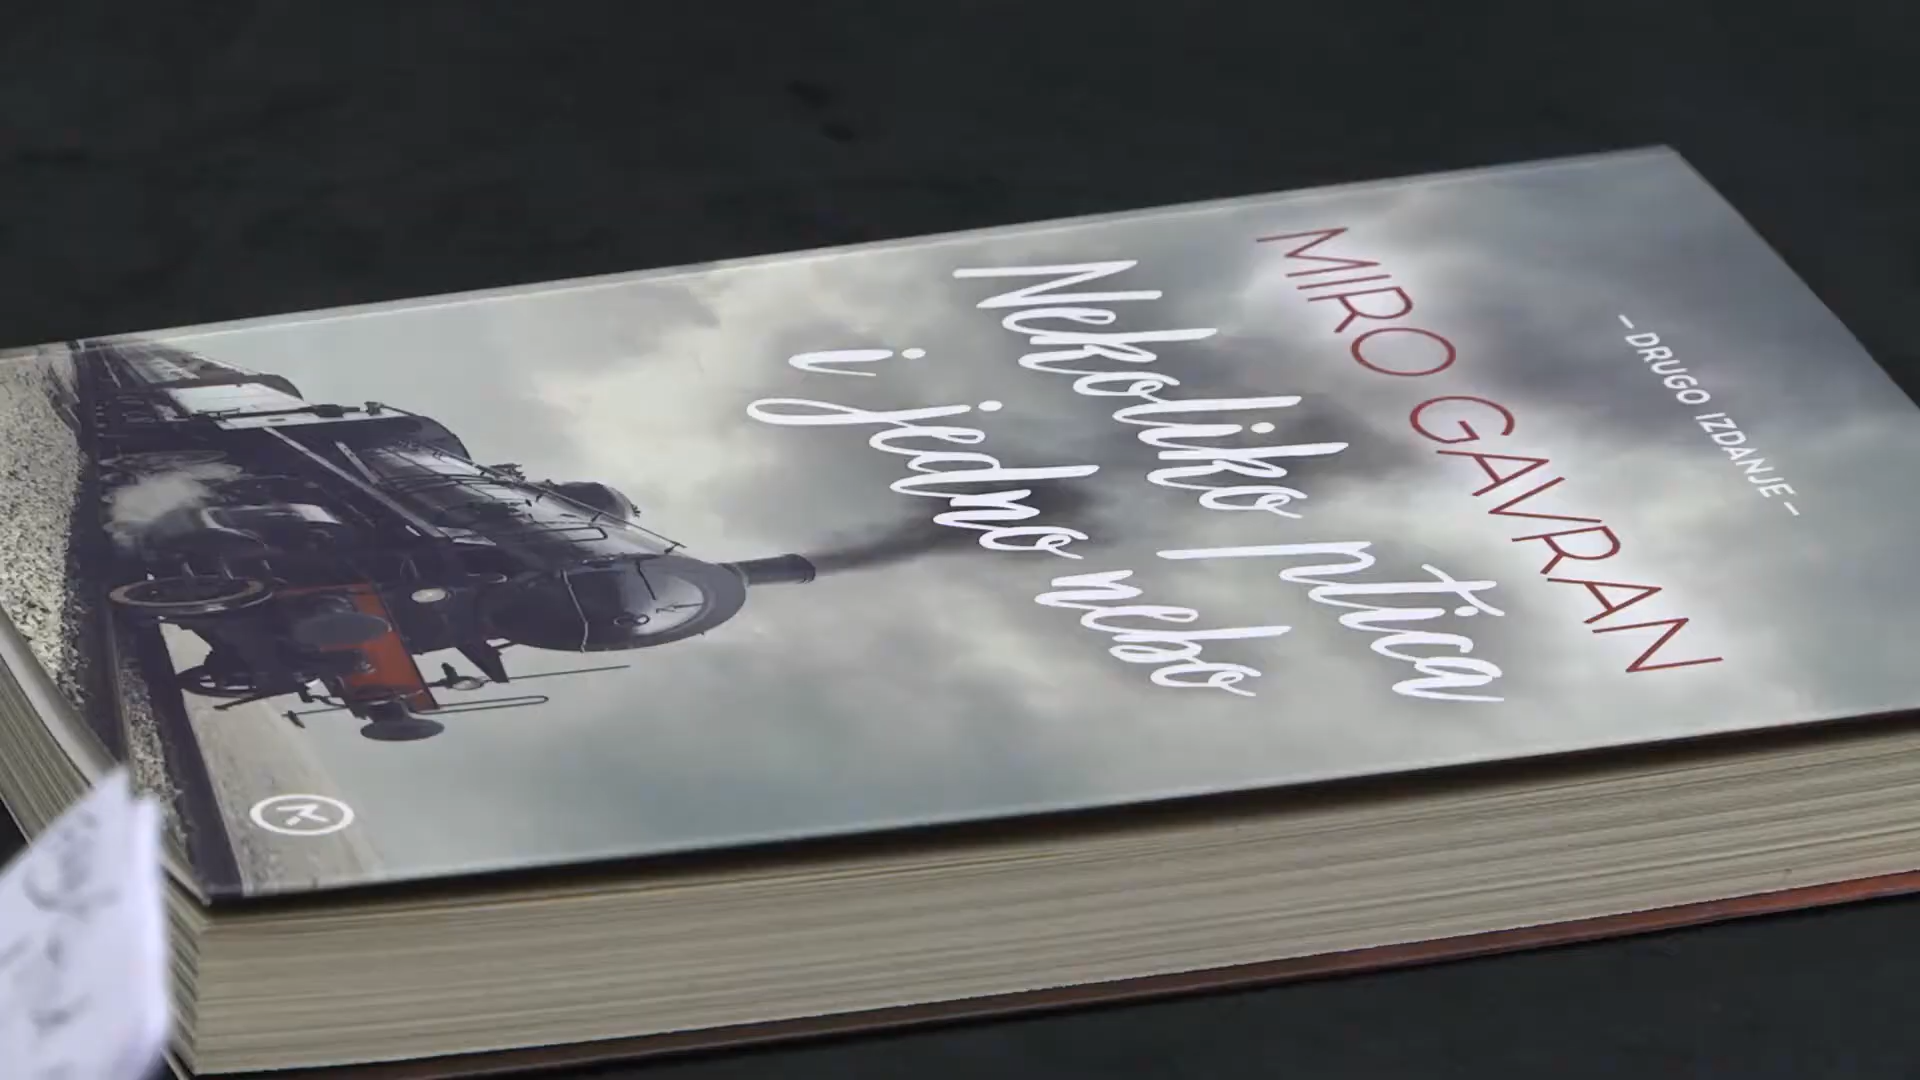 – DRUGO IZDANJE –
MIRO GAVRAN
Nekoliko ptica
i jedno nebo